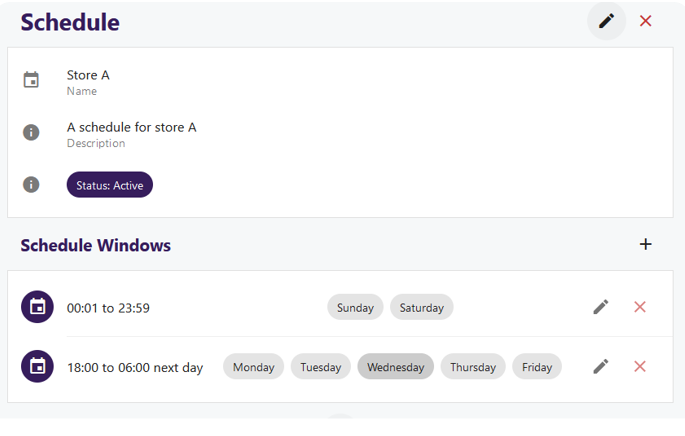 Schedule
Store A
Name
A schedule for store A
Description
Status: Active
Schedule Windows
00:01 to 23:59 Sunday Saturday
18:00 to 06:00 next day Monday Tuesday Wednesday Thursday Friday